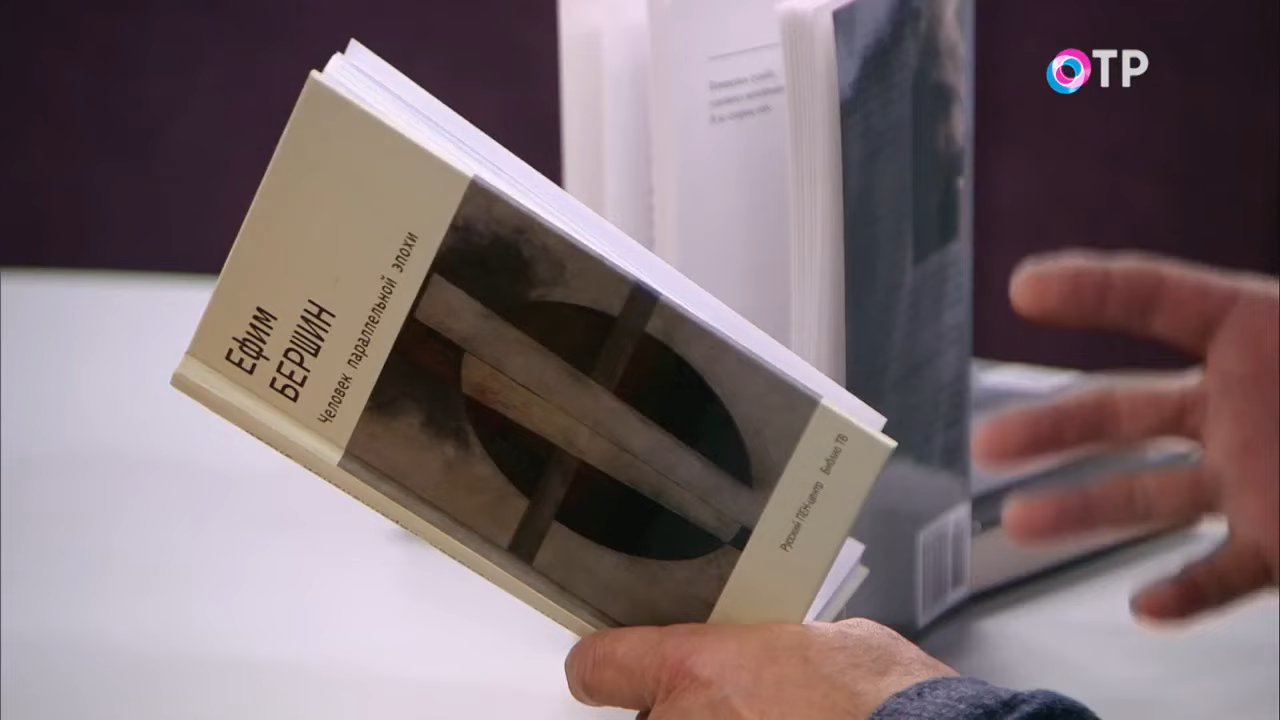 ОТР
Ефим
БЕРШИН
Человек параллельной эпохи
Русский ПЕН-центр Библио ТВ